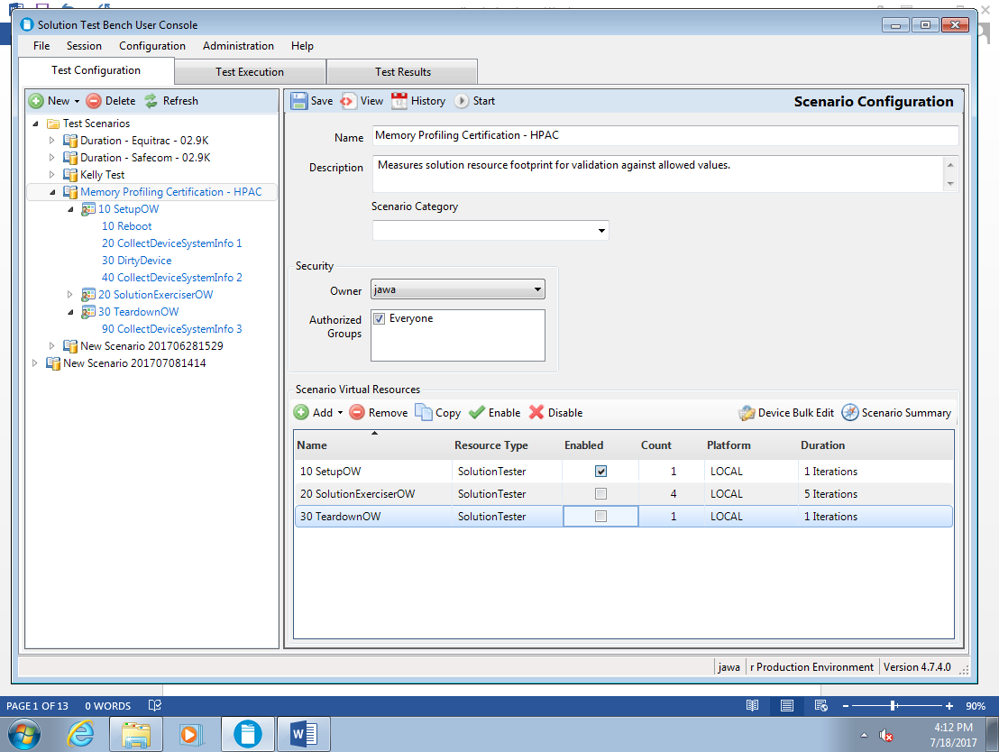 Solution Test Bench User Console
File Session Configuration Administration Help
Test Configuration Test Execution Test Results
New Delete Refresh
Test Scenarios
Duration - Equitrac - 02.9K
Duration - Safecom - 02.9K
Kelly Test
Memory Profiling Certification - HPAC
10 SetupOW
10 Reboot
20 CollectDeviceSystemInfo 1
30 DirtyDevice
40 CollectDeviceSystemInfo 2
20 SolutionExerciserOW
30 TeardownOW
90 CollectDeviceSystemInfo 3
New Scenario 201706281529
New Scenario 201707081414
Save View History Start Scenario Configuration
Name Memory Profiling Certification - HPAC
Description Measures solution resource footprint for validation against allowed values.
Scenario Category
Security
Owner jawa
Authorized Groups Everyone
Scenario Virtual Resources
Add Remove Copy Enable Disable Device Bulk Edit Scenario Summary
Name Resource Type Enabled Count Platform Duration
10 SetupOW SolutionTester 1 LOCAL 1 Iterations
20 SolutionExerciserOW SolutionTester 4 LOCAL 5 Iterations
30 TeardownOW SolutionTester 1 LOCAL 1 Iterations
jawa r Production Environment Version 4.7.4.0
PAGE 1 OF 13 0 WORDS 90%
4:12 PM
7/18/2017